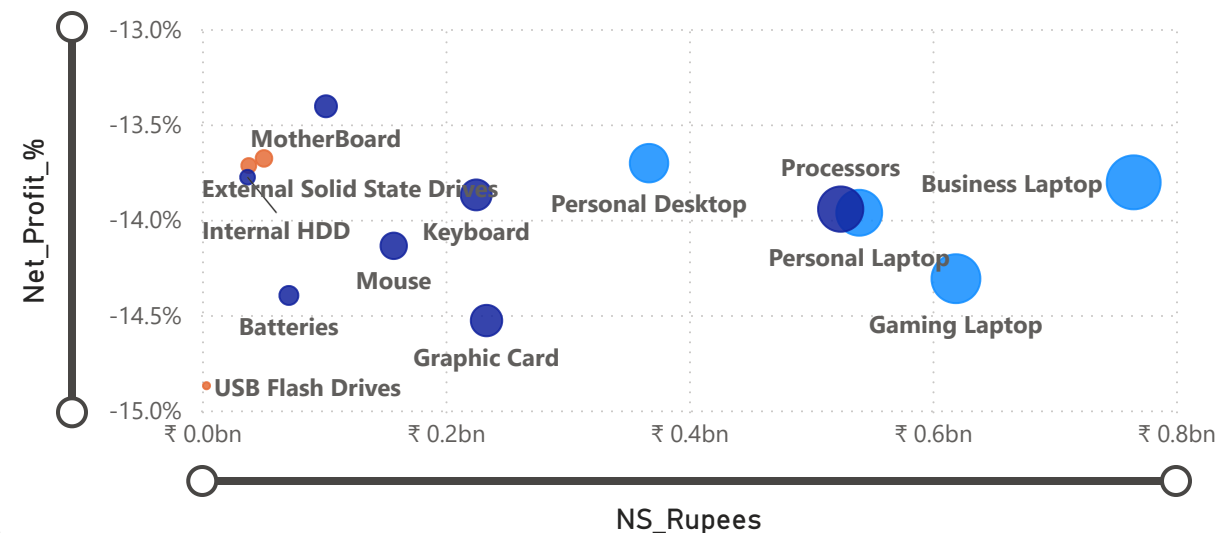 -13.0%
-13.5%
-14.0%
-14.5%
-15.0%
Net_Profit_%
MotherBoard
External Solid State Drives
Internal HDD
Keyboard
Mouse
Batteries
Graphic Card
USB Flash Drives
Personal Desktop
Processors
Business Laptop
Personal Laptop
Gaming Laptop
₹ 0.0bn
₹ 0.2bn
₹ 0.4bn
₹ 0.6bn
₹ 0.8bn
NS_Rupees